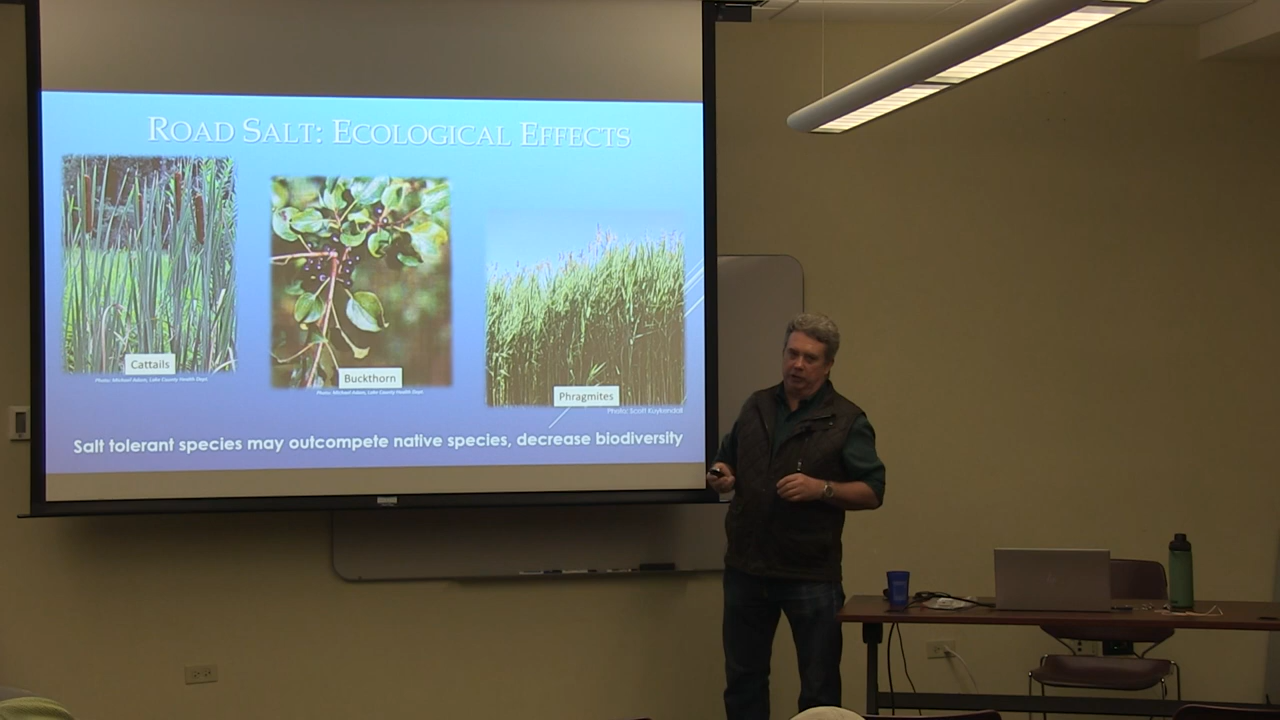 ROAD SALT: ECOLOGICAL EFFECTS
Cattails
Photo: Michael Adam, Lake County Health Dept.
Buckthorn
Photo: Michael Adam, Lake County Health Dept.
Phragmites
Photo: Scott Kuykendall
Salt tolerant species may outcompete native species, decrease biodiversity